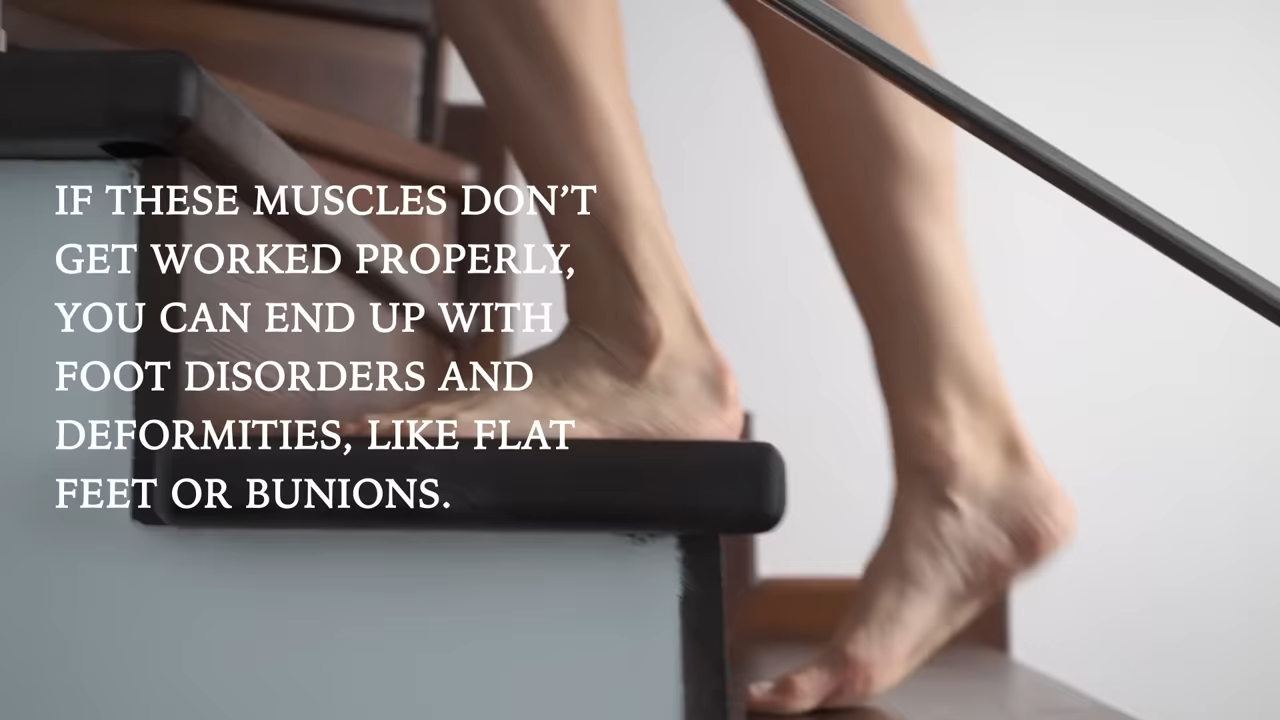 IF THESE MUSCLES DON’T
GET WORKED PROPERLY,
YOU CAN END UP WITH
FOOT DISORDERS AND
DEFORMITIES, LIKE FLAT
FEET OR BUNIONS.